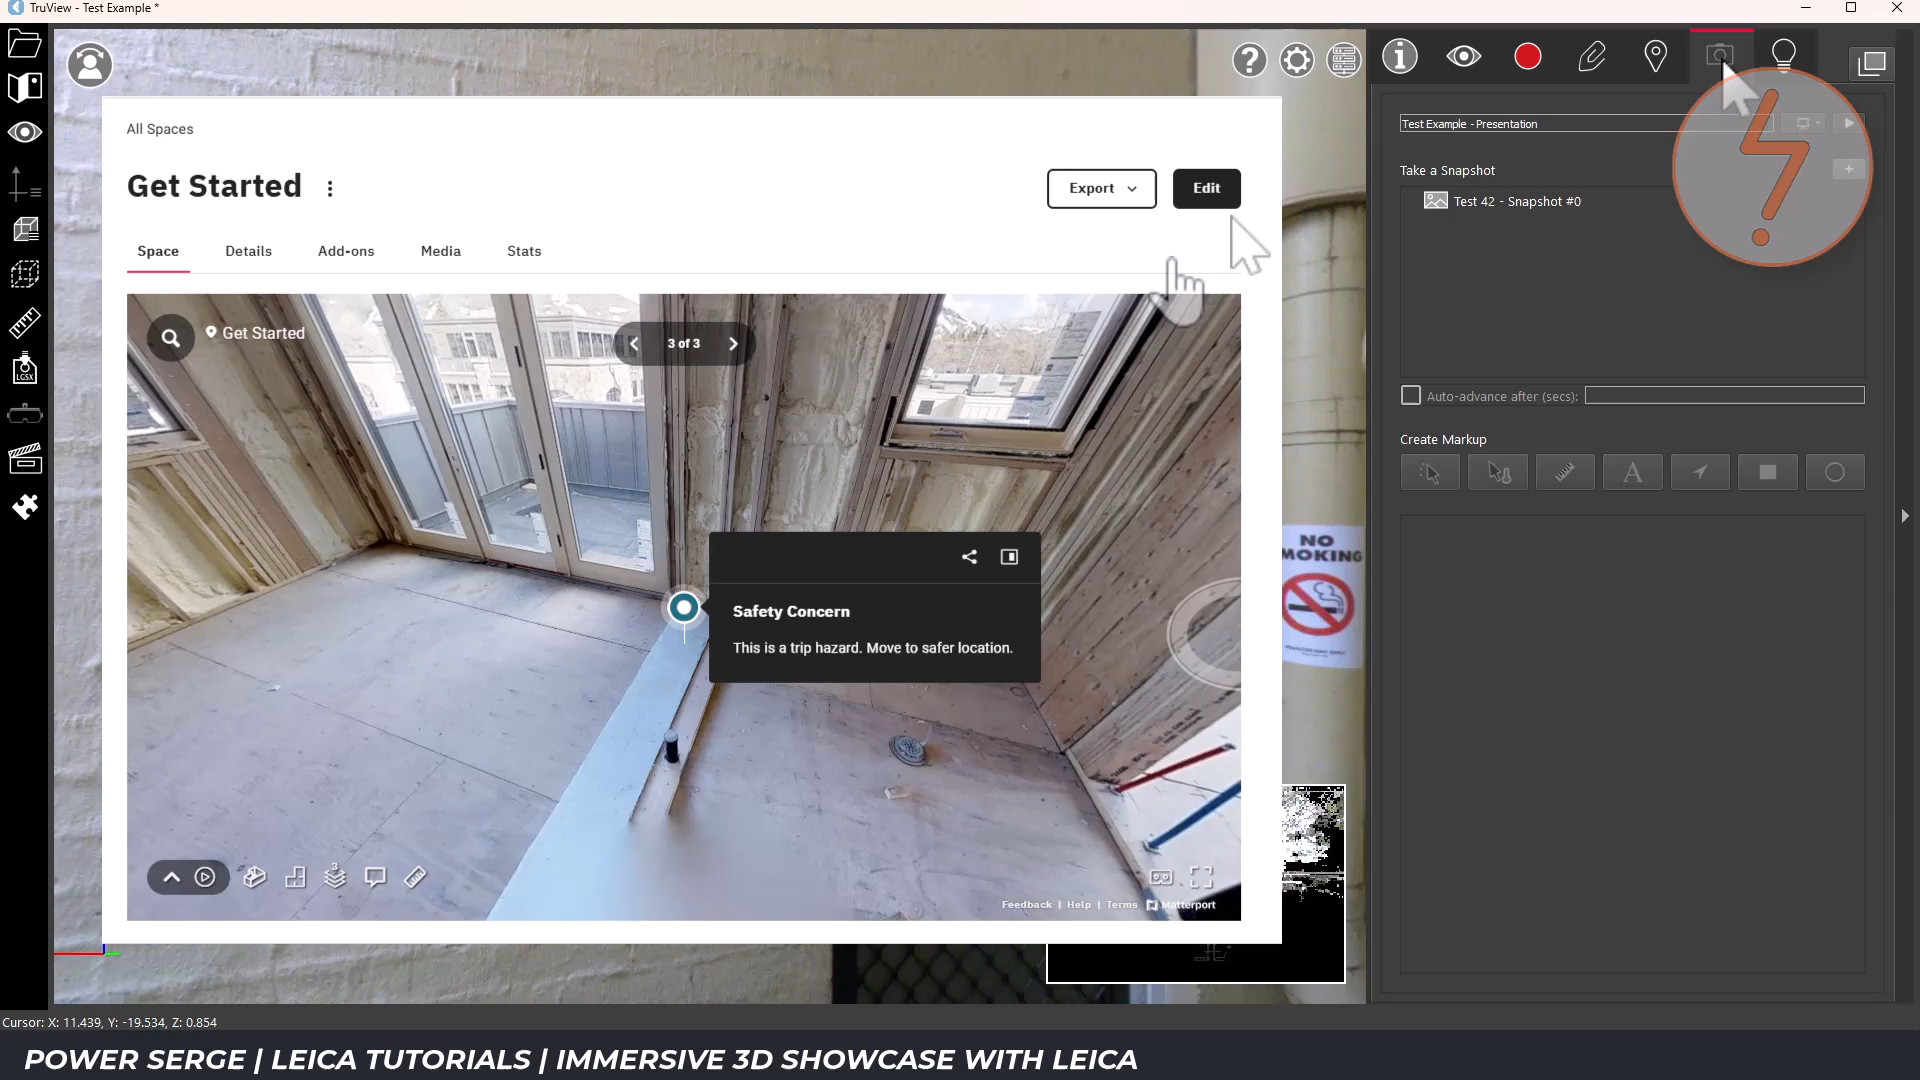 TruView - Test Example *
Test Example - Presentation
Take a Snapshot
Test 42 - Snapshot #0
Auto-advance after (secs):
Create Markup
A
All Spaces
Get Started
Export
Edit
Space
Details
Add-ons
Media
Stats
Get Started
3 of 3
Safety Concern
This is a trip hazard. Move to safer location.
3
Feedback | Help | Terms
Matterport
NO
MOKING
LGSX
Cursor: X: 11.439, Y: -19.534, Z: 0.854
POWER SERGE | LEICA TUTORIALS | IMMERSIVE 3D SHOWCASE WITH LEICA